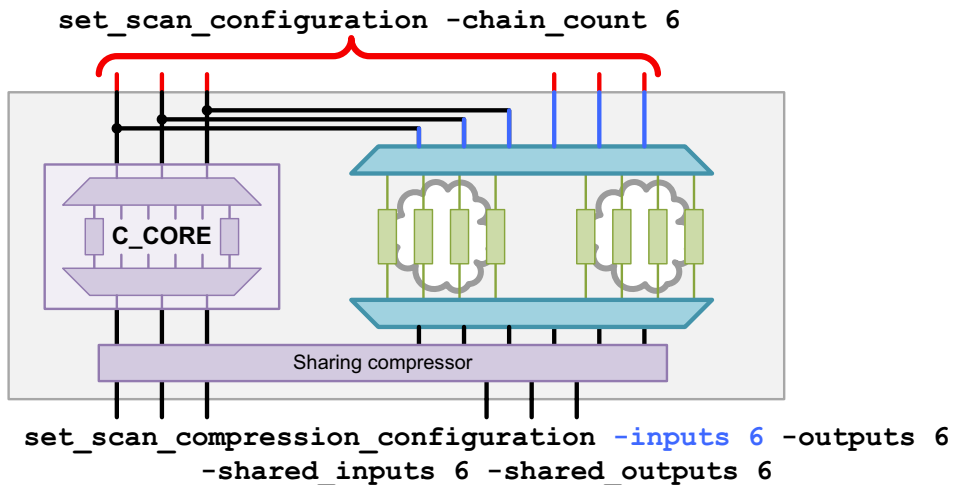 set_scan_configuration -chain_count 6
C_CORE
Sharing compressor
set_scan_compression_configuration -inputs 6 -outputs 6
-shared_inputs 6 -shared_outputs 6